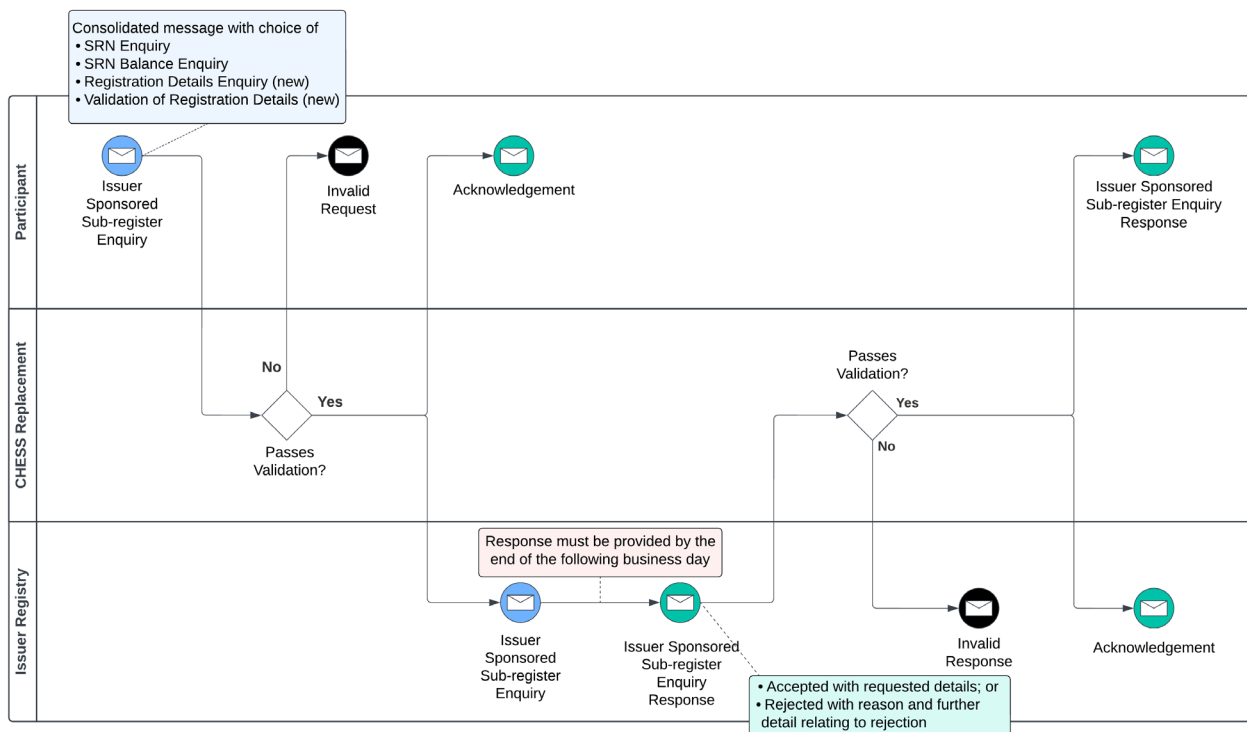 Consolidated message with choice of
• SRN Enquiry
• SRN Balance Enquiry
• Registration Details Enquiry (new)
• Validation of Registration Details (new)
Participant
Issuer
Sponsored
Sub-register
Enquiry
Invalid
Request
Acknowledgement
Issuer Sponsored
Sub-register Enquiry
Response
CHESS Replacement
No
Yes
Passes
Validation?
Passes
Validation?
Yes
No
Issuer Registry
Response must be provided by the
end of the following business day
Issuer
Sponsored
Sub-register
Enquiry
Issuer Sponsored
Sub-register
Enquiry
Response
Invalid
Response
Acknowledgement
• Accepted with requested details; or
• Rejected with reason and further
detail relating to rejection